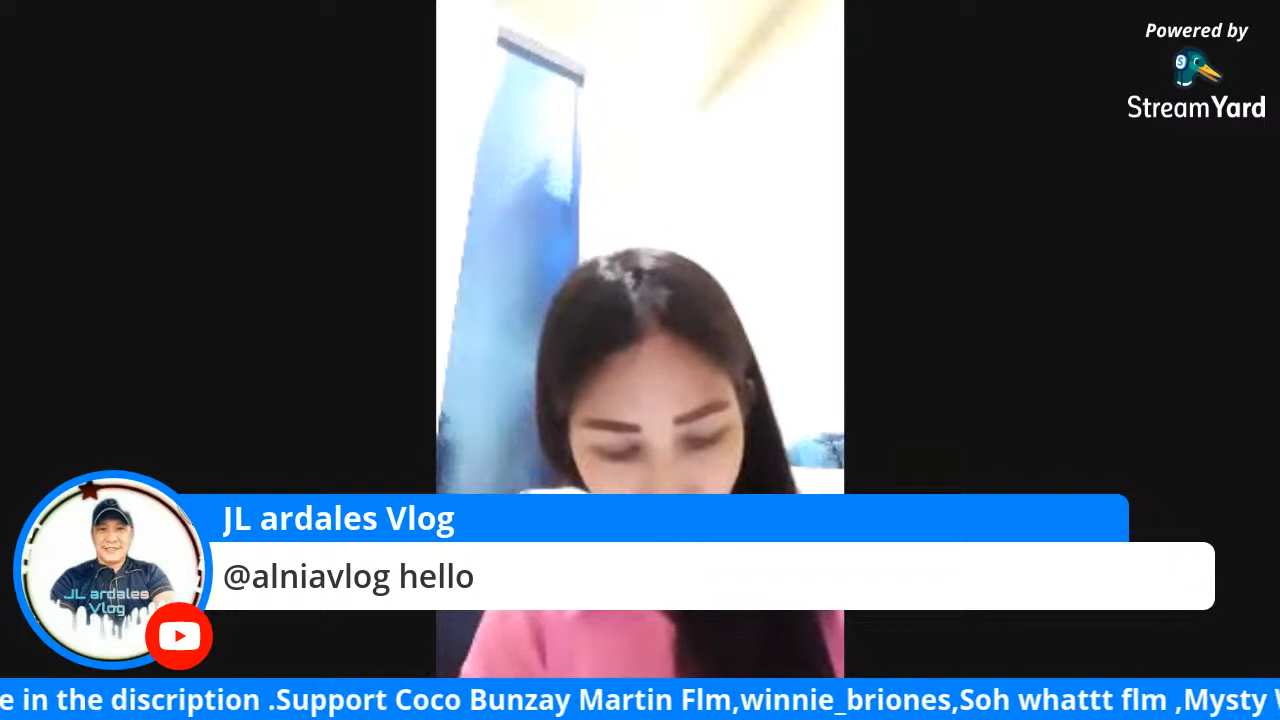 Powered by
StreamYard
JL ardales Vlog
@alniavlog hello
JL ardales
Vlog
e in the discription .Support Coco Bunzay Martin Flm,winnie_briones,Soh whattt flm ,Mysty